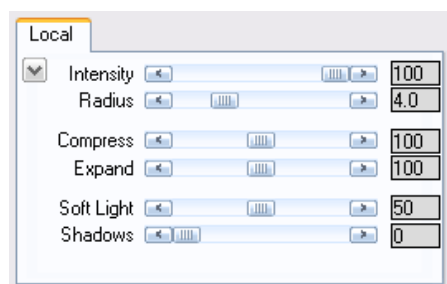 Local
Intensity 100
Radius 4.0
Compress 100
Expand 100
Soft Light 50
Shadows 0